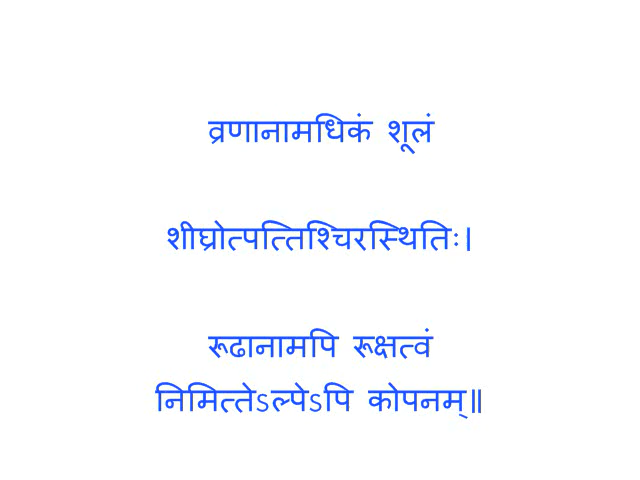 व्रणानामधिकं शूलं
शीघ्रोत्पत्तिश्चिरस्थितिः।
रूढानामपि रूक्षत्वं
निमित्तेऽल्पेऽपि कोपनम्॥